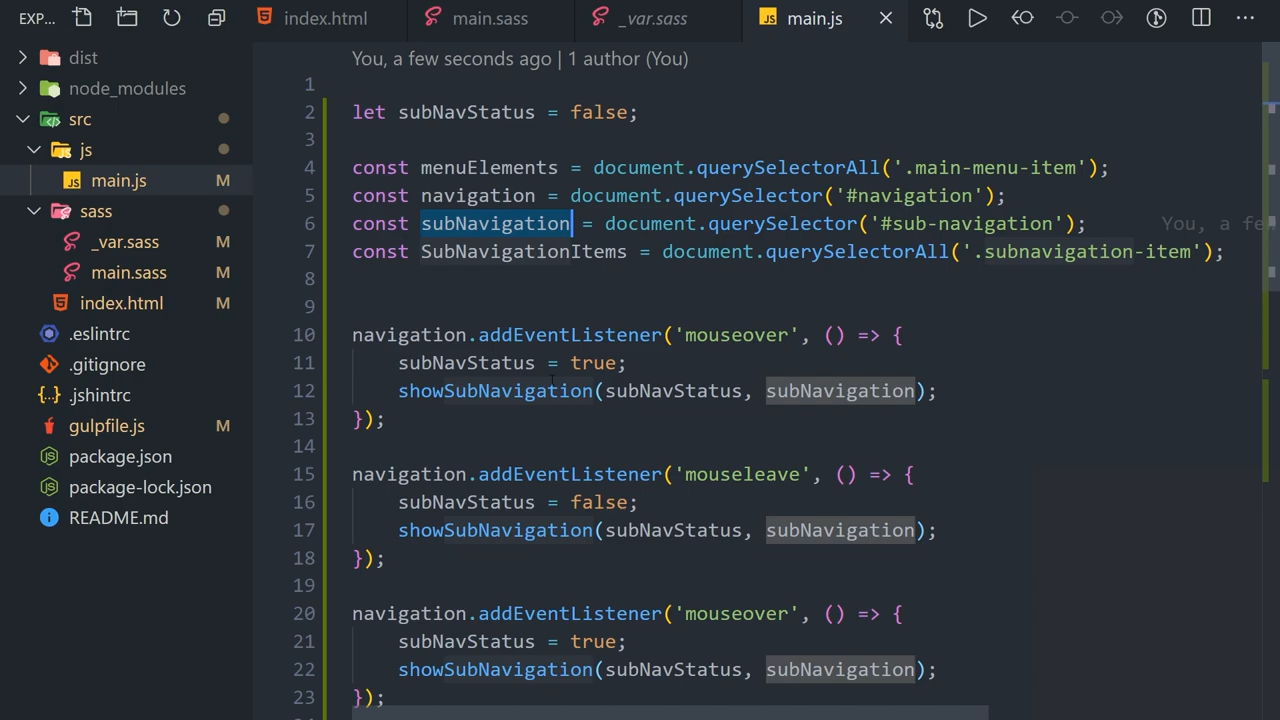 EXP...
index.html
main.sass
_var.sass
JS main.js
dist
node_modules
src
js
JS main.js M
sass
_var.sass M
main.sass M
index.html M
.eslintrc
.gitignore
{..} .jshintrc
gulpfile.js M
package.json
package-lock.json
README.md
You, a few seconds ago | 1 author (You)
1
2 let subNavStatus = false;
3
4 const menuElements = document.querySelectorAll('.main-menu-item');
5 const navigation = document.querySelector('#navigation');
6 const subNavigation = document.querySelector('#sub-navigation'); You, a fe
7 const SubNavigationItems = document.querySelectorAll('.subnavigation-item');
8
9
10 navigation.addEventListener('mouseover', () => {
11 subNavStatus = true;
12 showSubNavigation(subNavStatus, subNavigation);
13 });
14
15 navigation.addEventListener('mouseleave', () => {
16 subNavStatus = false;
17 showSubNavigation(subNavStatus, subNavigation);
18 });
19
20 navigation.addEventListener('mouseover', () => {
21 subNavStatus = true;
22 showSubNavigation(subNavStatus, subNavigation);
23 });